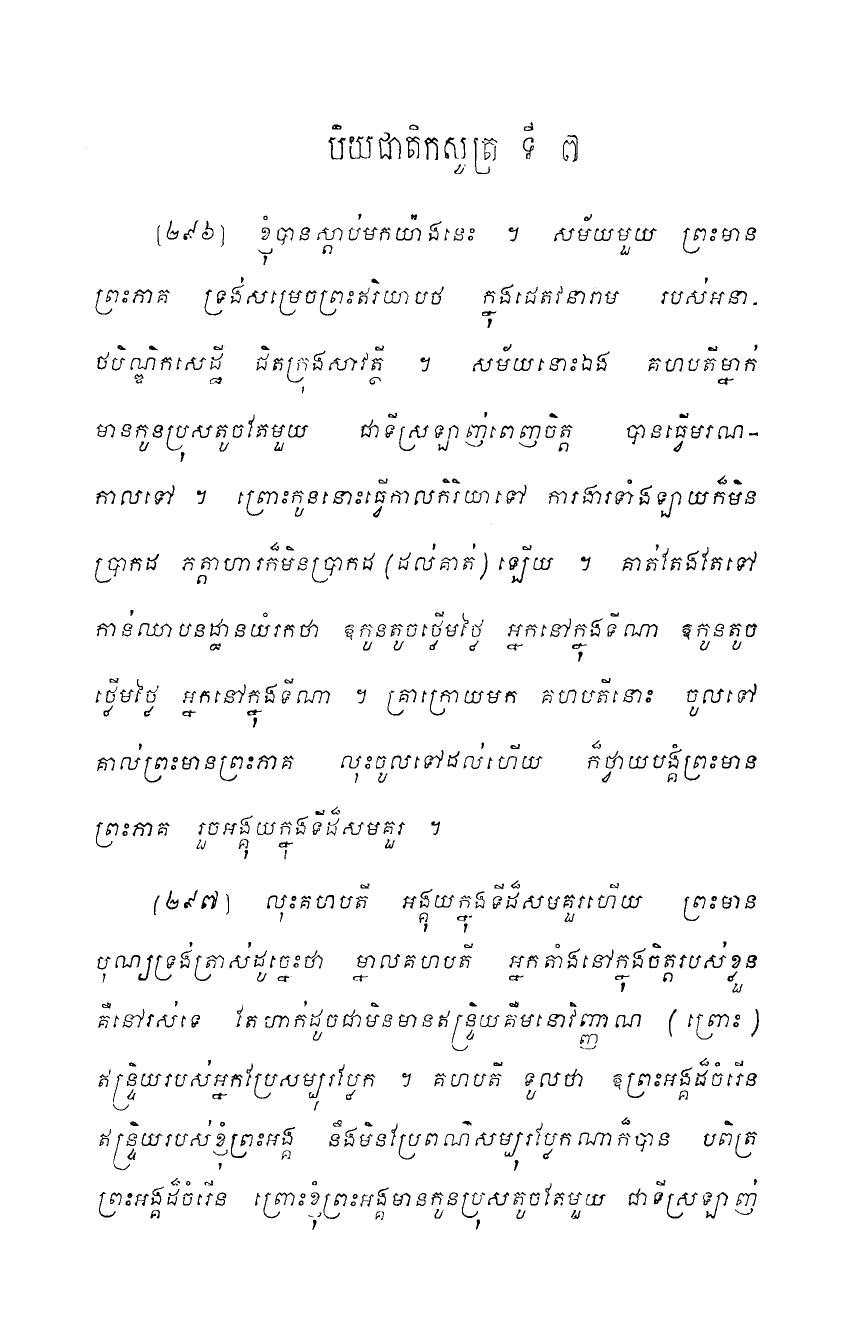 បិយជាតិកសូត្រ ទី ៧
(២៩៦) ខ្ញុំបានស្តាប់មកយ៉ាងនេះ ។ សម័យមួយ ព្រះមាន
ព្រះភាគ ទ្រង់សម្រេចព្រះឥរិយាបថ ក្នុងជេតវនារាម របស់អនា-
ថបិណ្ឌិកសេដ្ឋី ជិតក្រុងសាវត្ថី ។ សម័យនោះឯង គហបតីម្នាក់
មានកូនប្រុសតូចតែមួយ ជាទីស្រឡាញ់ពេញចិត្ត បានធ្វើមរណ-
កាលទៅ ។ ព្រោះកូននោះធ្វើកាលកិរិយាទៅ ការងារទាំងឡាយក៏មិន
ប្រាកដ ភត្តាហារក៏មិនប្រាកដ (ដល់គាត់) ឡើយ ។ គាត់តែងតែទៅ
កាន់ឈាបនដ្ឋានយំរកថា ឱកូនតូចថ្លើមថ្លៃ អ្នកនៅក្នុងទីណា ឱកូនតូច
ថ្លើមថ្លៃ អ្នកនៅក្នុងទីណា ។ គ្រាក្រោយមក គហបតីនោះ ចូលទៅ
គាល់ព្រះមានព្រះភាគ លុះចូលទៅដល់ហើយ ក៏ថ្វាយបង្គំព្រះមាន
ព្រះភាគ រួចអង្គុយក្នុងទីដ៏សមគួរ ។
(២៩៧) លុះគហបតី អង្គុយក្នុងទីដ៏សមគួរហើយ ព្រះមាន
បុណ្យទ្រង់ត្រាស់ដូច្នេះថា ម្នាលគហបតី អ្នកតាំងនៅក្នុងចិត្តរបស់ខ្លួន
គឺនៅរស់ទេ តែហាក់ដូចជាមិនមានឥន្ទ្រិយគឺមនោវិញ្ញាណ (ព្រោះ)
ឥន្ទ្រិយរបស់អ្នកប្រែសម្បុរប្លែក ។ គហបតី ទូលថា ឱព្រះអង្គដ៏ចំរើន
ឥន្ទ្រិយរបស់ខ្ញុំព្រះអង្គ នឹងមិនប្រែពណ៌សម្បុរប្លែកណាក៏បាន បពិត្រ
ព្រះអង្គដ៏ចំរើន ព្រោះខ្ញុំព្រះអង្គមានកូនប្រុសតូចតែមួយ ជាទីស្រឡាញ់